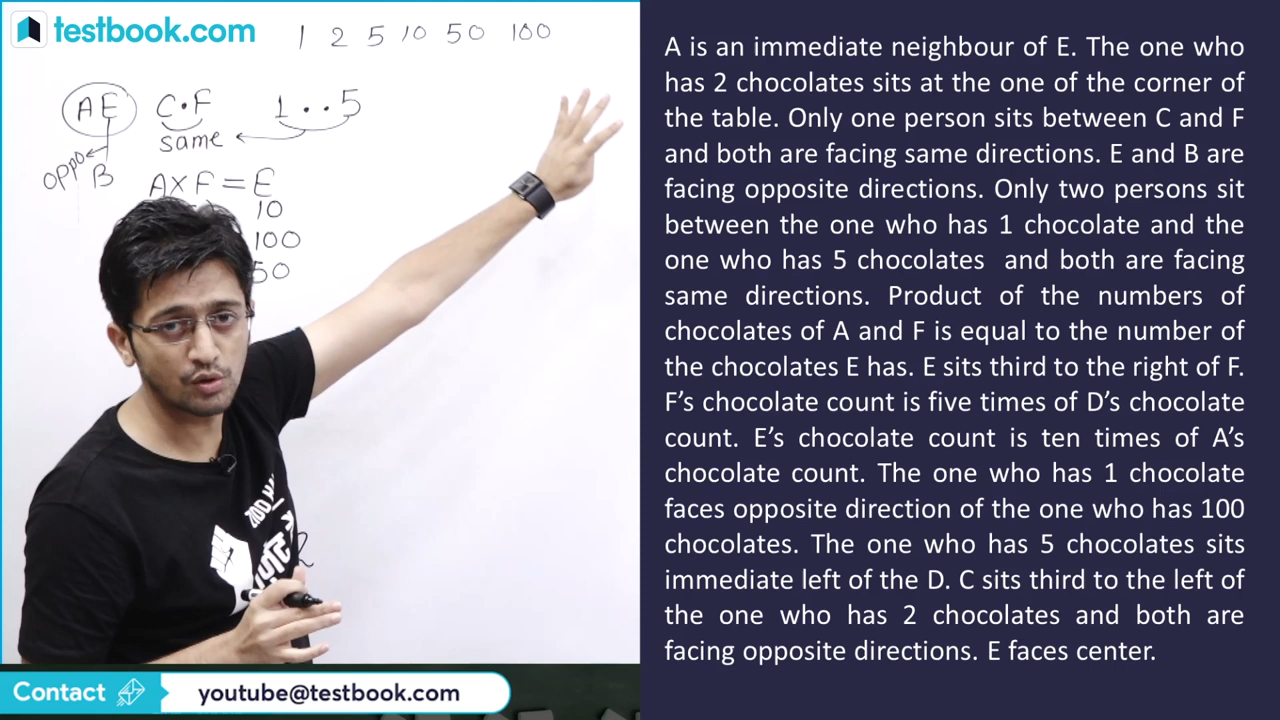 testbook.com
1 2 5 10 50 100
A E C • F 1 • • 5
same
oppo B
A X F = E
10
100
50
A is an immediate neighbour of E. The one who
has 2 chocolates sits at the one of the corner of
the table. Only one person sits between C and F
and both are facing same directions. E and B are
facing opposite directions. Only two persons sit
between the one who has 1 chocolate and the
one who has 5 chocolates and both are facing
same directions. Product of the numbers of
chocolates of A and F is equal to the number of
the chocolates E has. E sits third to the right of F.
F’s chocolate count is five times of D’s chocolate
count. E’s chocolate count is ten times of A’s
chocolate count. The one who has 1 chocolate
faces opposite direction of the one who has 100
chocolates. The one who has 5 chocolates sits
immediate left of the D. C sits third to the left of
the one who has 2 chocolates and both are
facing opposite directions. E faces center.
Contact youtube@testbook.com